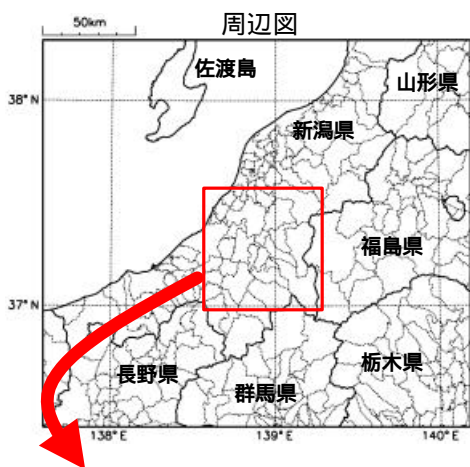 周辺図
50km
佐渡島
山形県
38°N
新潟県
福島県
37°N
栃木県
長野県
群馬県
138°E
139°E
140°E